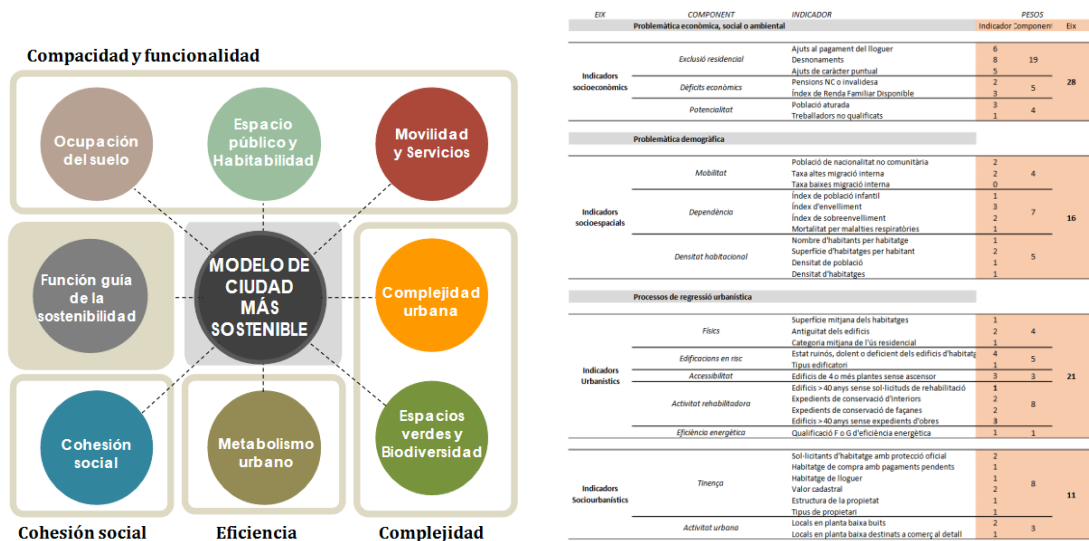 Compacidad y funcionalidad
Ocupación
del suelo
Espacio
público y
Habitabilidad
Movilidad
y Servicios
Función guía
de la
sostenibilidad
MODELO DE
CIUDAD
MÁS
SOSTENIBLE
Complejidad
urbana
Cohesión
social
Metabolismo
urbano
Espacios
verdes y
Biodiversidad
Cohesión social
Eficiencia
Complejidad
EIX COMPONENT INDICADOR PESOS
Problemàtica econòmica, social o ambiental Indicador Component Eix
Indicadors
socioeconòmics
28
Exclusió residencial 19
Ajuts al pagament del lloguer 6
Desnonaments 8
Ajuts de caràcter puntual 5
Dèficits econòmics 5
Pensions NC o invalidesa 2
Índex de Renda Familiar Disponible 3
Potencialitat 4
Població aturada 3
Treballadors no qualificats 1
Problemàtica demogràfica
Indicadors
socioespacials
16
Mobilitat 4
Població de nacionalitat no comunitària 2
Taxa altes migració interna 2
Taxa baixes migració interna 0
Dependència 7
Índex de població infantil 1
Índex d'envelliment 3
Índex de sobreenvelliment 2
Mortalitat per malalties respiratòries 1
Densitat habitacional 5
Nombre d'habitants per habitatge 1
Superfície d'habitatges per habitant 2
Densitat de població 1
Densitat d'habitatges 1
Processos de regressió urbanística
Indicadors
Urbanístics
21
Físics 4
Superfície mitjana dels habitatges 1
Antiguitat dels edificis 2
Categoria mitjana de l'ús residencial 1
Edificacions en risc 5
Estat ruinós, dolent o deficient dels edificis d'habitatg 4
Tipus edificatori 1
Accessibilitat 3
Edificis de 4 o més plantes sense ascensor 3
Activitat rehabilitadora 8
Edificis > 40 anys sense sol·licituds de rehabilitació 1
Expedients de conservació d'interiors 2
Expedients de conservació de façanes 2
Edificis > 40 anys sense expedients d'obres 3
Eficiència energètica 1
Qualificació F o G d'eficiència energètica 1
Indicadors
Sociourbanístics
11
Tinença 8
Sol·licitants d'habitatge amb protecció oficial 2
Habitatge de compra amb pagaments pendents 1
Habitatge de lloguer 1
Valor cadastral 2
Estructura de la propietat 1
Tipus de propietari 1
Activitat urbana 3
Locals en planta baixa buits 2
Locals en planta baixa destinats a comerç al detall 1